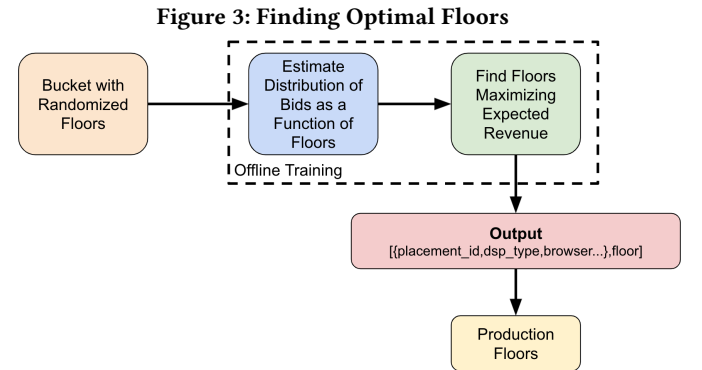 Figure 3: Finding Optimal Floors
Bucket with
Randomized
Floors
Estimate
Distribution of
Bids as a
Function of
Floors
Find Floors
Maximizing
Expected
Revenue
Offline Training
Output
[{placement_id,dsp_type,browser...},floor]
Production
Floors